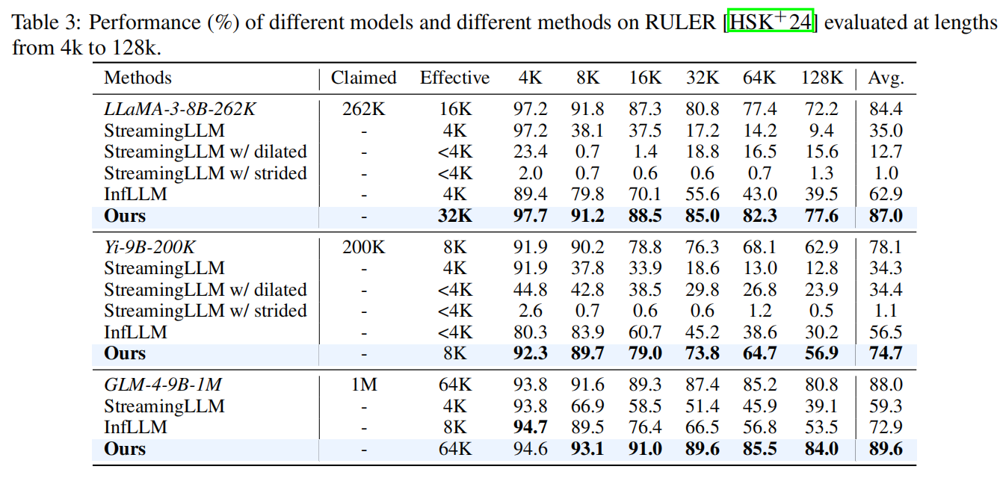 Table 3: Performance (%) of different models and different methods on RULER [HSK+24] evaluated at lengths
from 4k to 128k.
Methods Claimed Effective 4K 8K 16K 32K 64K 128K Avg.
LLaMA-3-8B-262K 262K 16K 97.2 91.8 87.3 80.8 77.4 72.2 84.4
StreamingLLM - 4K 97.2 38.1 37.5 17.2 14.2 9.4 35.0
StreamingLLM w/ dilated - <4K 23.4 0.7 1.4 18.8 16.5 15.6 12.7
StreamingLLM w/ strided - <4K 2.0 0.7 0.6 0.6 0.7 1.3 1.0
InfLLM - 4K 89.4 79.8 70.1 55.6 43.0 39.5 62.9
Ours - 32K 97.7 91.2 88.5 85.0 82.3 77.6 87.0
Yi-9B-200K 200K 8K 91.9 90.2 78.8 76.3 68.1 62.9 78.1
StreamingLLM - 4K 91.9 37.8 33.9 18.6 13.0 12.8 34.3
StreamingLLM w/ dilated - <4K 44.8 42.8 38.5 29.8 26.8 23.9 34.4
StreamingLLM w/ strided - <4K 2.6 0.7 0.6 0.6 1.2 0.5 1.1
InfLLM - <4K 80.3 83.9 60.7 45.2 38.6 30.2 56.5
Ours - 8K 92.3 89.7 79.0 73.8 64.7 56.9 74.7
GLM-4-9B-1M 1M 64K 93.8 91.6 89.3 87.4 85.2 80.8 88.0
StreamingLLM - 4K 93.8 66.9 58.5 51.4 45.9 39.1 59.3
InfLLM - 8K 94.7 89.5 76.4 66.5 56.8 53.5 72.9
Ours - 64K 94.6 93.1 91.0 89.6 85.5 84.0 89.6